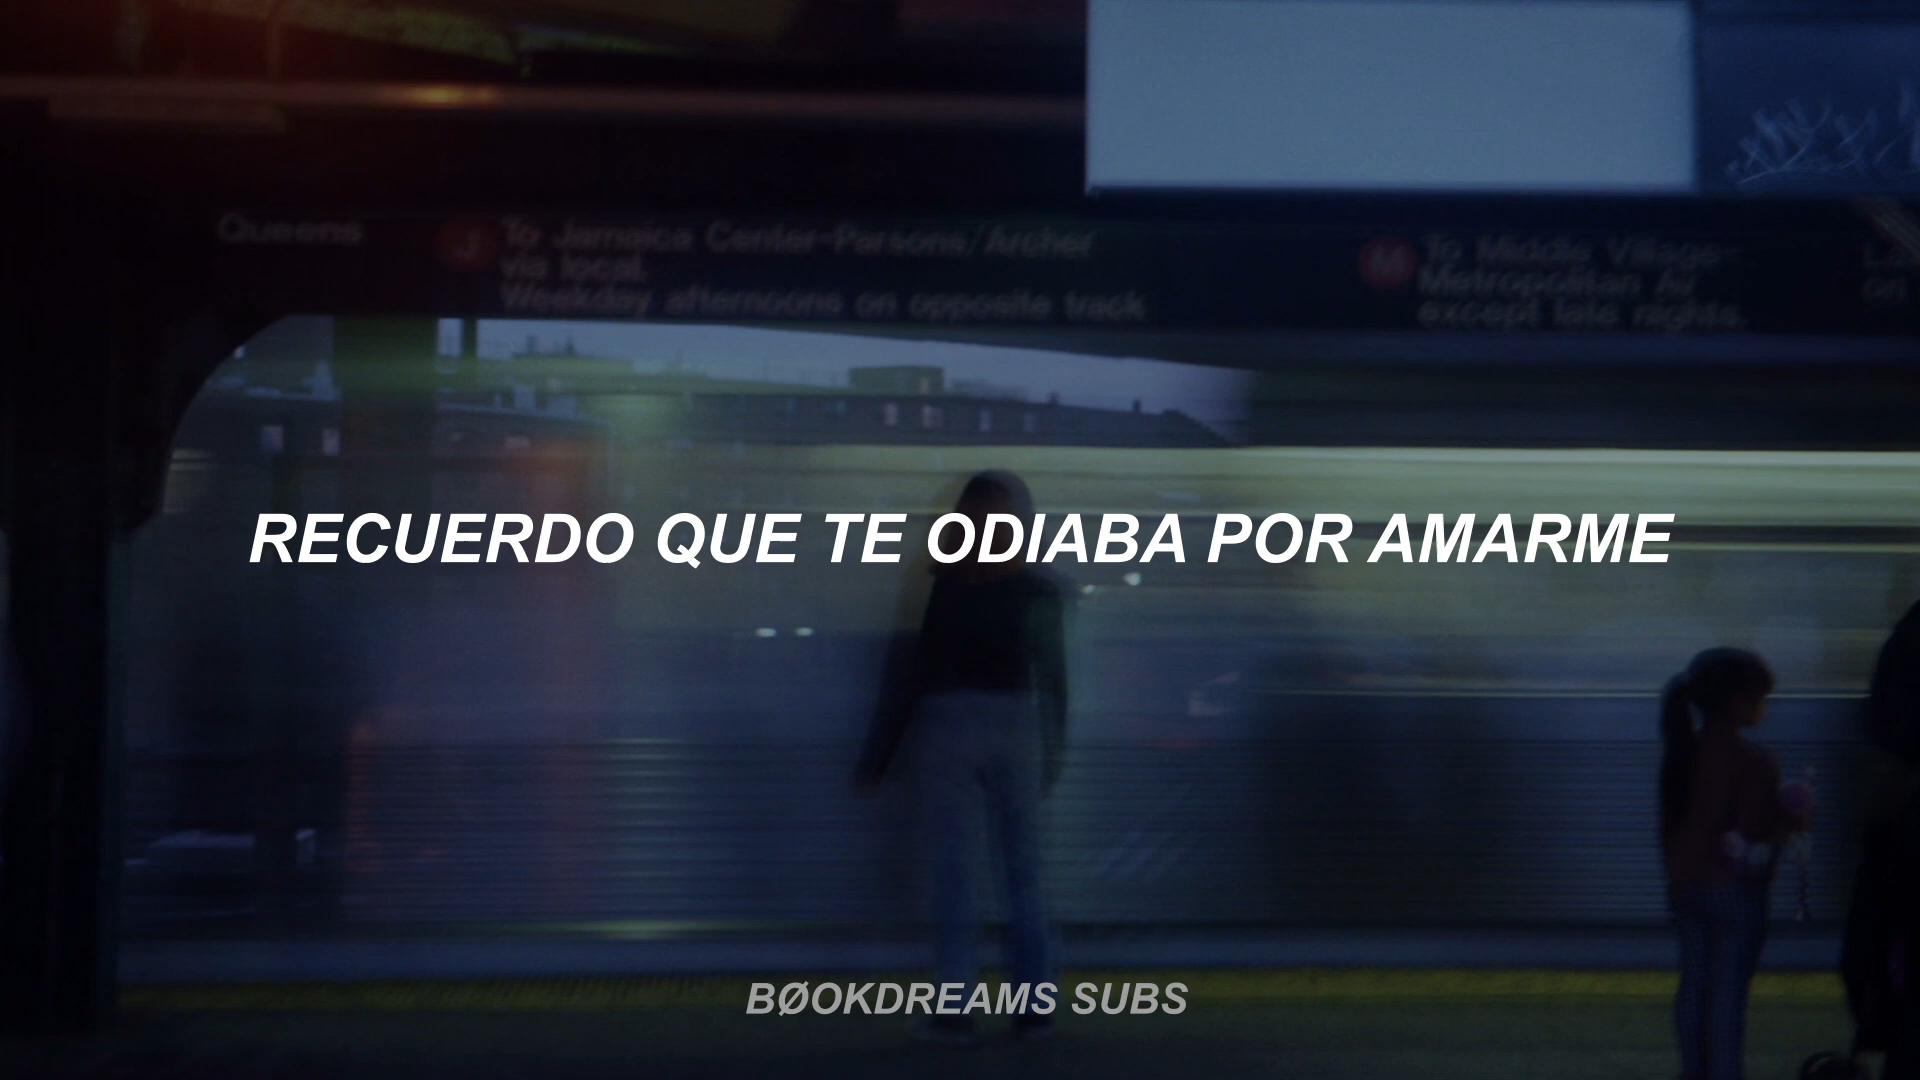 Queens
J To Jamaica Center-Parsons/Archer
via local.
Weekday afternoons on opposite track
M To Middle Village-
Metropolitan Av
except late nights.
RECUERDO QUE TE ODIABA POR AMARME
BØOKDREAMS SUBS